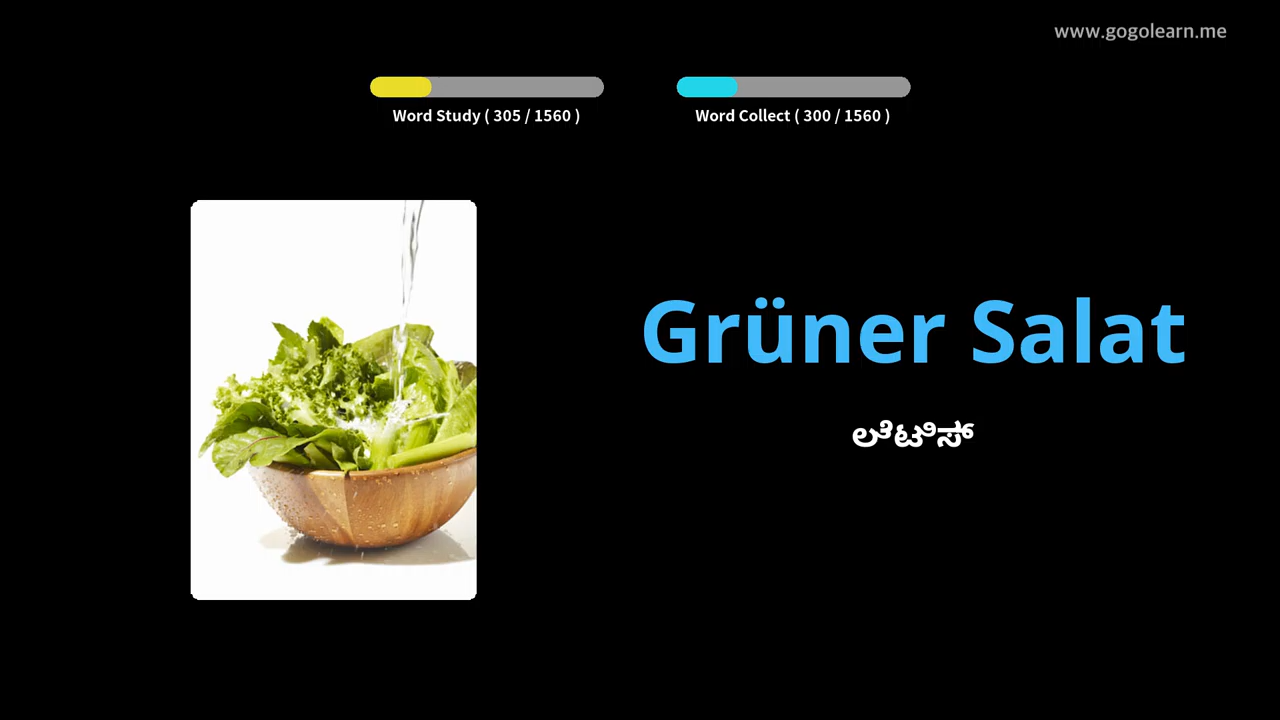 www.gogolearn.me
Word Study ( 305 / 1560 )
Word Collect ( 300 / 1560 )
Grüner Salat
ಲೆಟಿಸ್